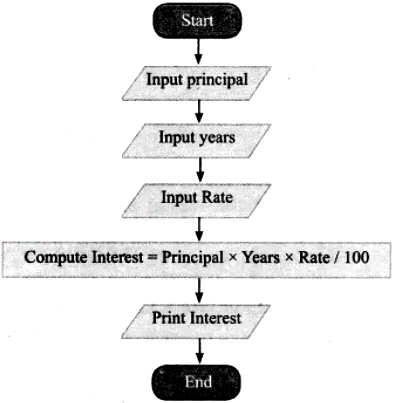 Start
Input principal
Input years
Input Rate
Compute Interest = Principal × Years × Rate / 100
Print Interest
End